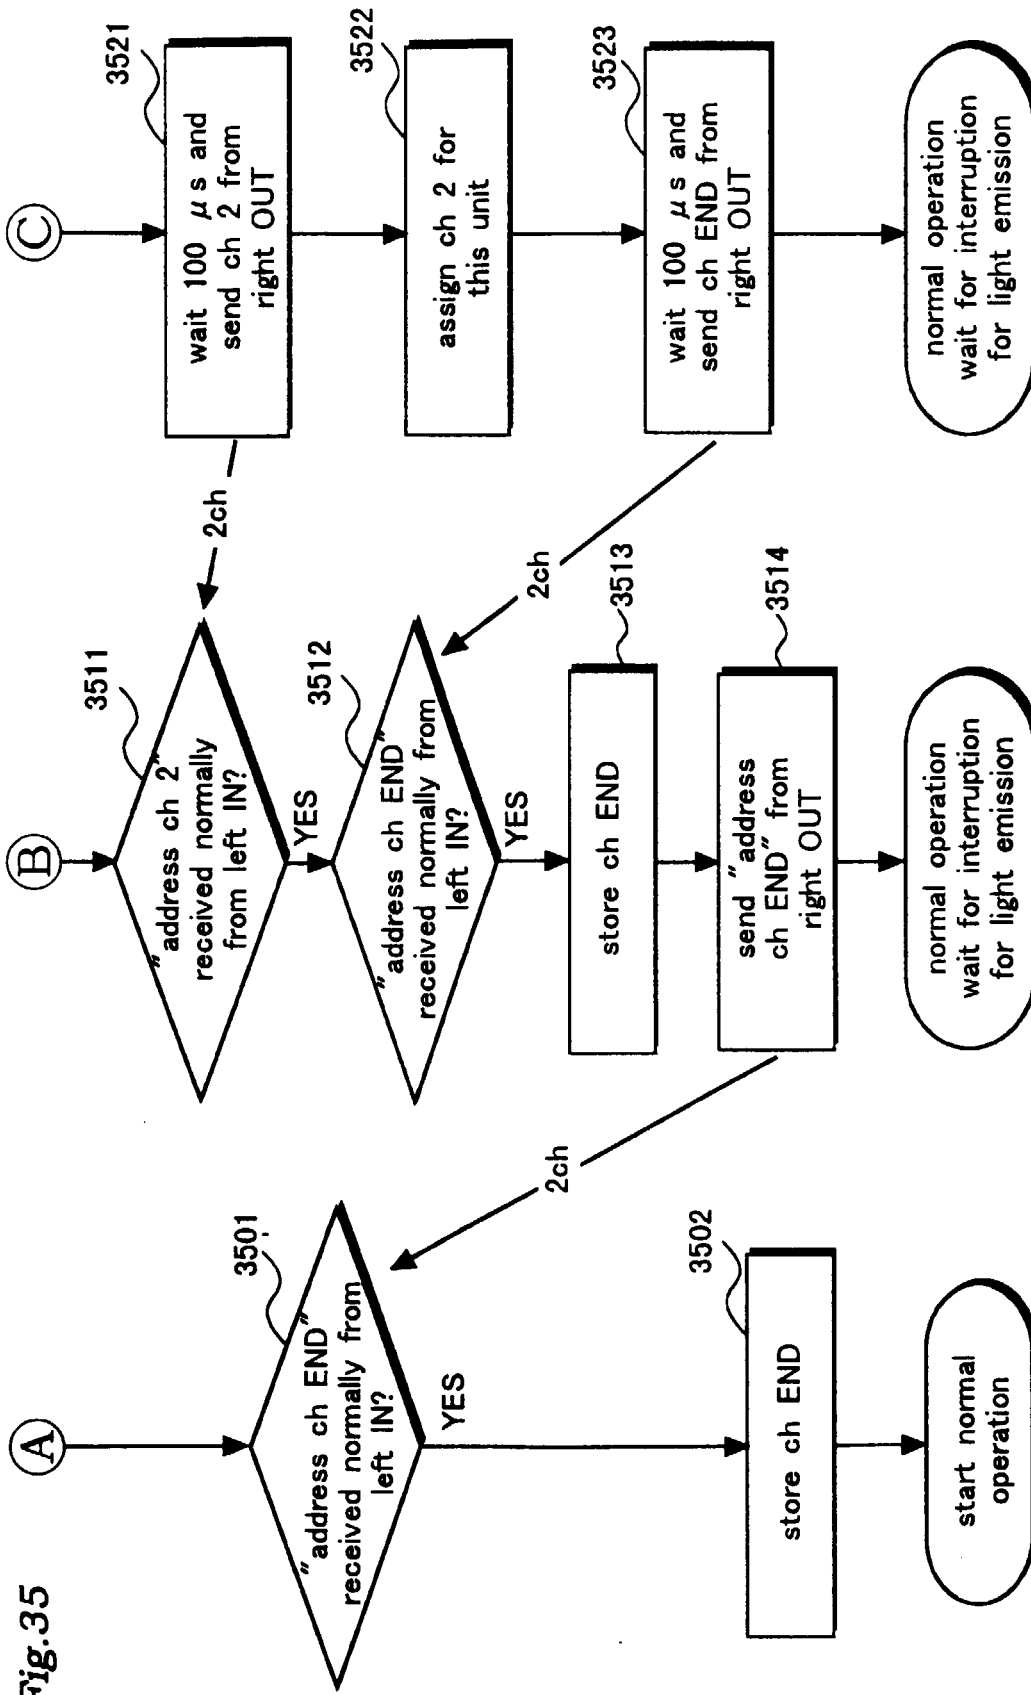 Fig.35
A
3501
"address ch END"
received normally from
left IN?
YES
3502
store ch END
start normal
operation
2ch
B
3511
"address ch 2"
received normally
from left IN?
YES
3512
"address ch END"
received normally from
left IN?
YES
3513
store ch END
3514
send "address
ch END" from
right OUT
normal operation
wait for interruption
for light emission
2ch
2ch
C
3521
wait 100 μs and
send ch 2 from
right OUT
3522
assign ch 2 for
this unit
3523
wait 100 μs and
send ch END from
right OUT
normal operation
wait for interruption
for light emission